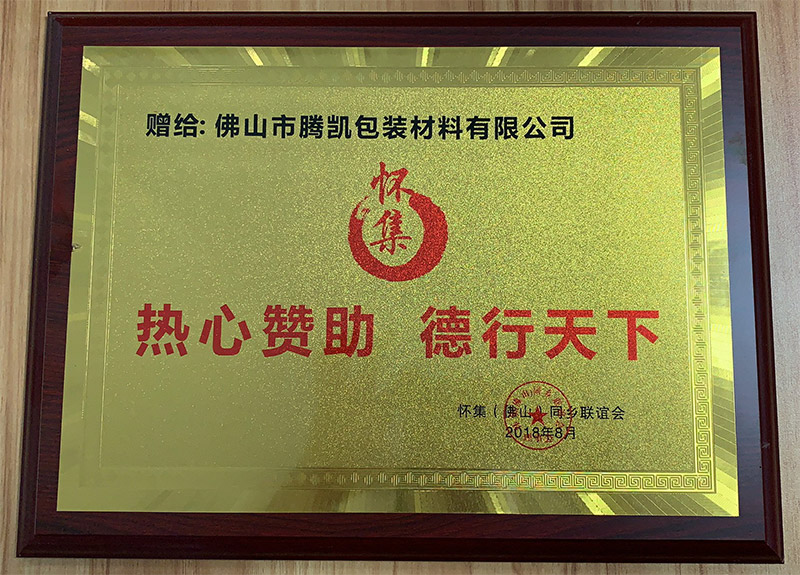 赠给:佛山市腾凯包装材料有限公司
怀
集
热心赞助 德行天下
怀集（佛山）同乡联谊会
2018年8月